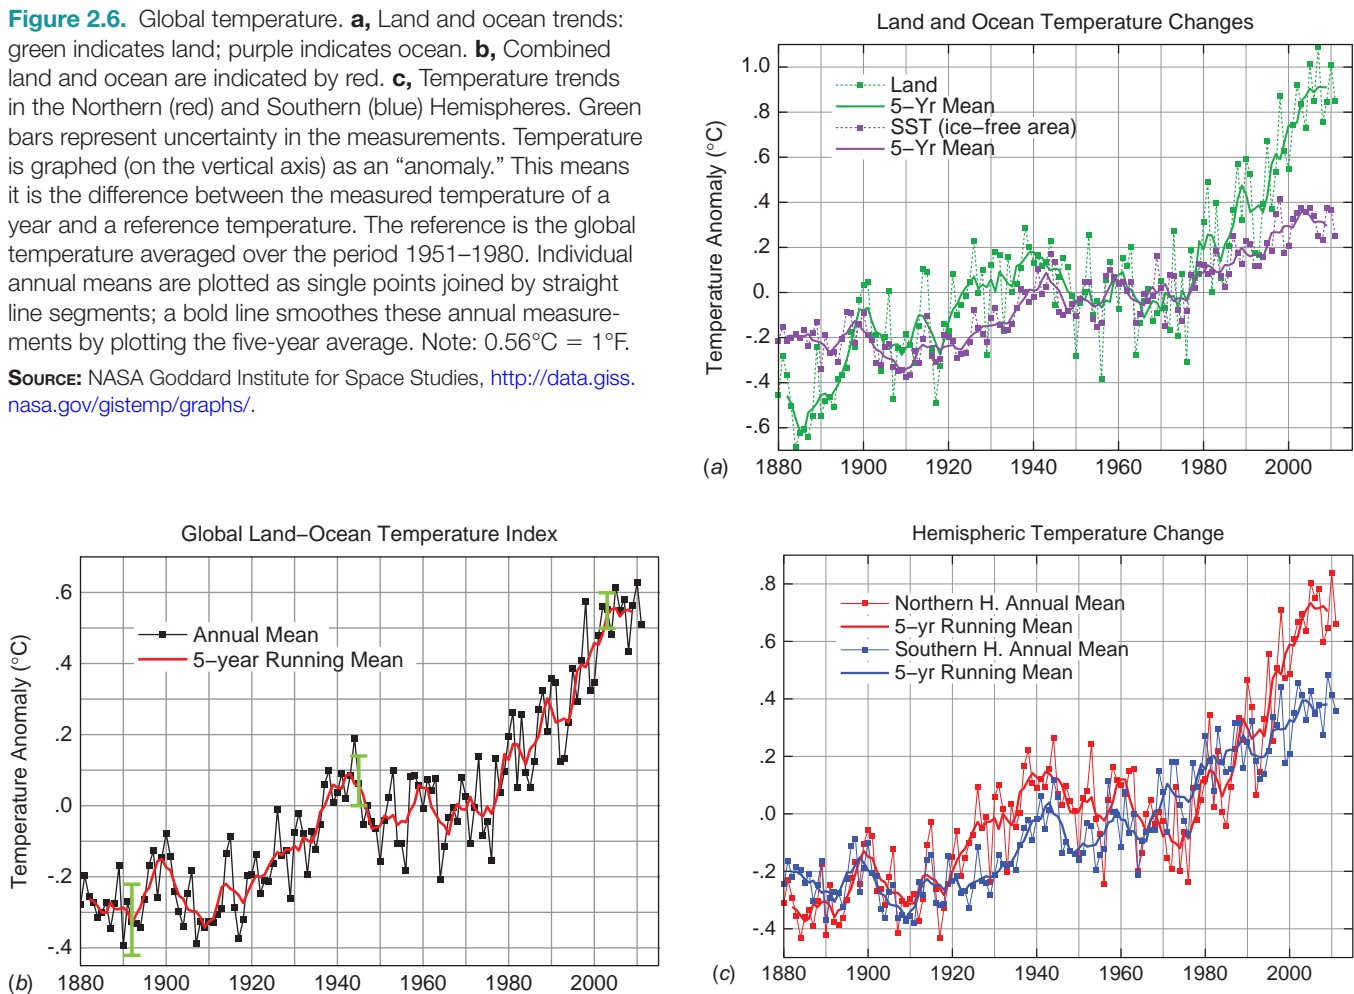 Figure 2.6. Global temperature. a, Land and ocean trends:
green indicates land; purple indicates ocean. b, Combined
land and ocean are indicated by red. c, Temperature trends
in the Northern (red) and Southern (blue) Hemispheres. Green
bars represent uncertainty in the measurements. Temperature
is graphed (on the vertical axis) as an “anomaly.” This means
it is the difference between the measured temperature of a
year and a reference temperature. The reference is the global
temperature averaged over the period 1951–1980. Individual
annual means are plotted as single points joined by straight
line segments; a bold line smoothes these annual measure-
ments by plotting the five-year average. Note: 0.56°C = 1°F.
SOURCE: NASA Goddard Institute for Space Studies, http://data.giss.
nasa.gov/gistemp/graphs/.
Land and Ocean Temperature Changes
Temperature Anomaly (°C)
1.0
.8
.6
.4
.2
0.
-.2
-.4
-.6
Land
5–Yr Mean
SST (ice–free area)
5-Yr Mean
1880 1900 1920 1940 1960 1980 2000
(a)
Global Land–Ocean Temperature Index
Temperature Anomaly (°C)
.6
.4
.2
.0
-.2
-.4
Annual Mean
5–year Running Mean
1880 1900 1920 1940 1960 1980 2000
(b)
Hemispheric Temperature Change
.8
.6
.4
.2
.0
-.2
-.4
Northern H. Annual Mean
5–yr Running Mean
Southern H. Annual Mean
5–yr Running Mean
1880 1900 1920 1940 1960 1980 2000
(c)